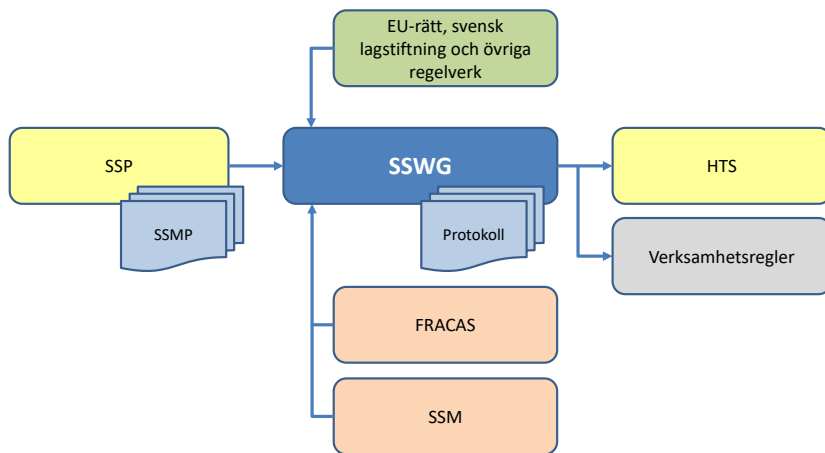 EU-rätt, svensk
lagstiftning och övriga
regelverk
SSP
SSWG
HTS
SSMP
Protokoll
Verksamhetsregler
FRACAS
SSM